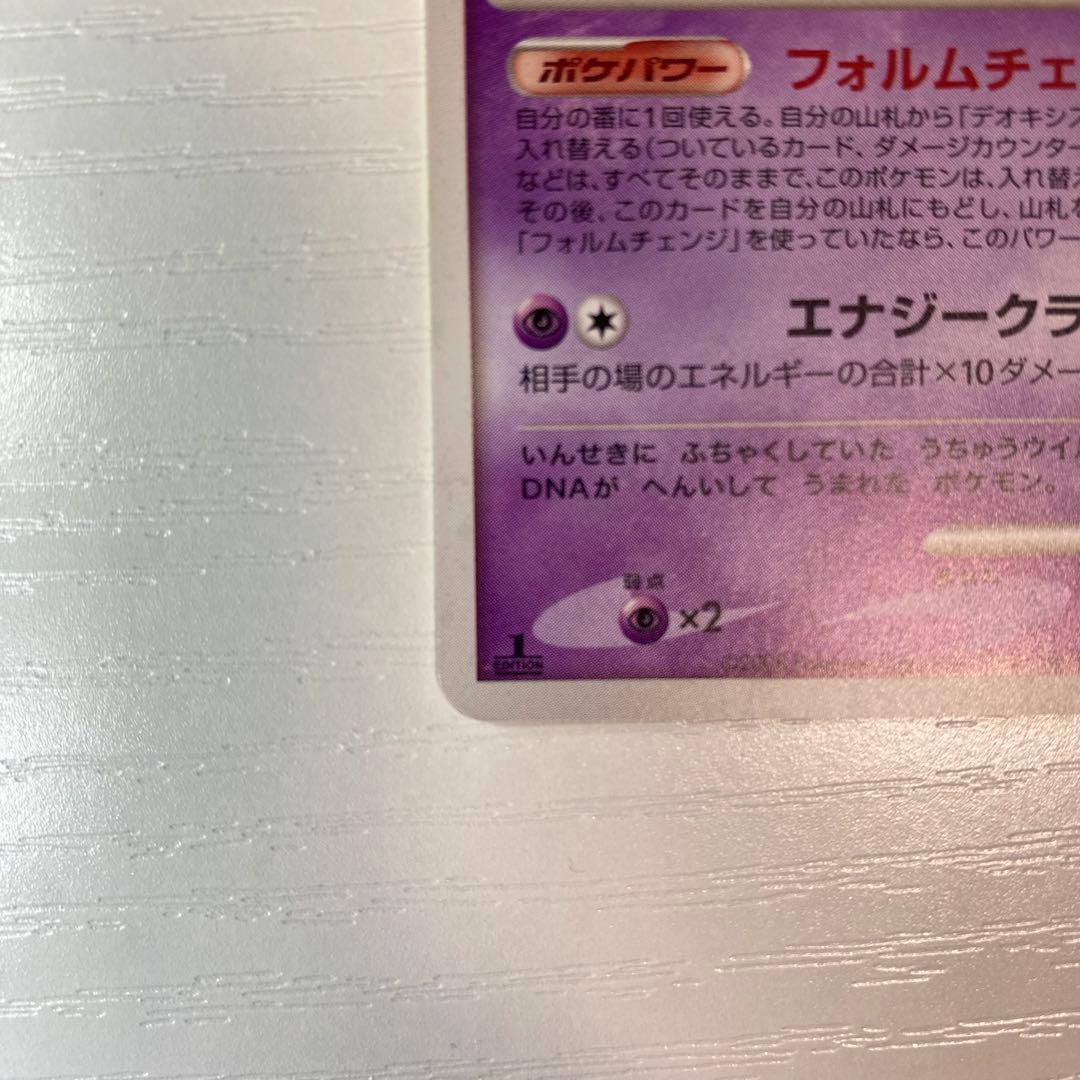 ポケパワー フォルムチェ
自分の番に1回使える。自分の山札から「デオキシス
入れ替える(ついているカード、ダメージカウンター
などは、すべてそのままで、このポケモンは、入れ替え
その後、このカードを自分の山札にもどし、山札を
「フォルムチェンジ」を使っていたなら、このパワー
エナジークラ
相手の場のエネルギーの合計×10ダメー
いんせきに ふちゃくしていた うちゅうウイル
DNAが へんいして うまれた ポケモン。
弱点
×2
1
EDITION